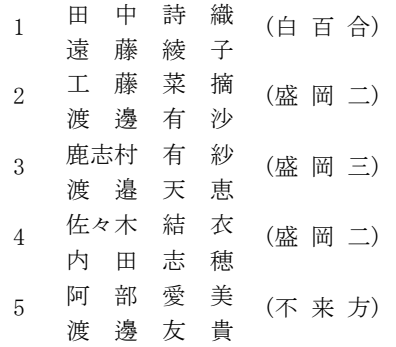 1 田中詩織 (白百合)
遠藤綾子
2 工藤菜摘 (盛岡二)
渡邊有沙
3 鹿志村有紗 (盛岡三)
渡邉天恵
4 佐々木結衣 (盛岡二)
内田志穂
5 阿部愛美 (不来方)
渡邊友貴